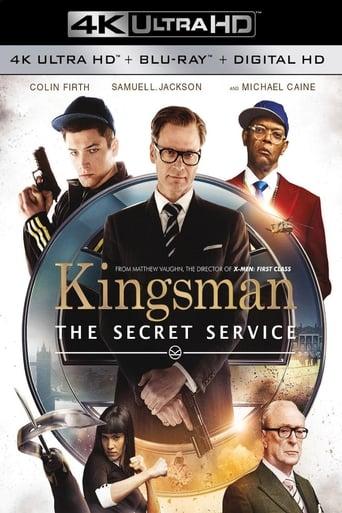 4K ULTRA HD
4K ULTRA HD™ + BLU-RAY™ + DIGITAL HD
COLIN FIRTH SAMUEL L. JACKSON AND MICHAEL CAINE
FROM MATTHEW VAUGHN, THE DIRECTOR OF X-MEN: FIRST CLASS
Kingsman
THE SECRET SERVICE